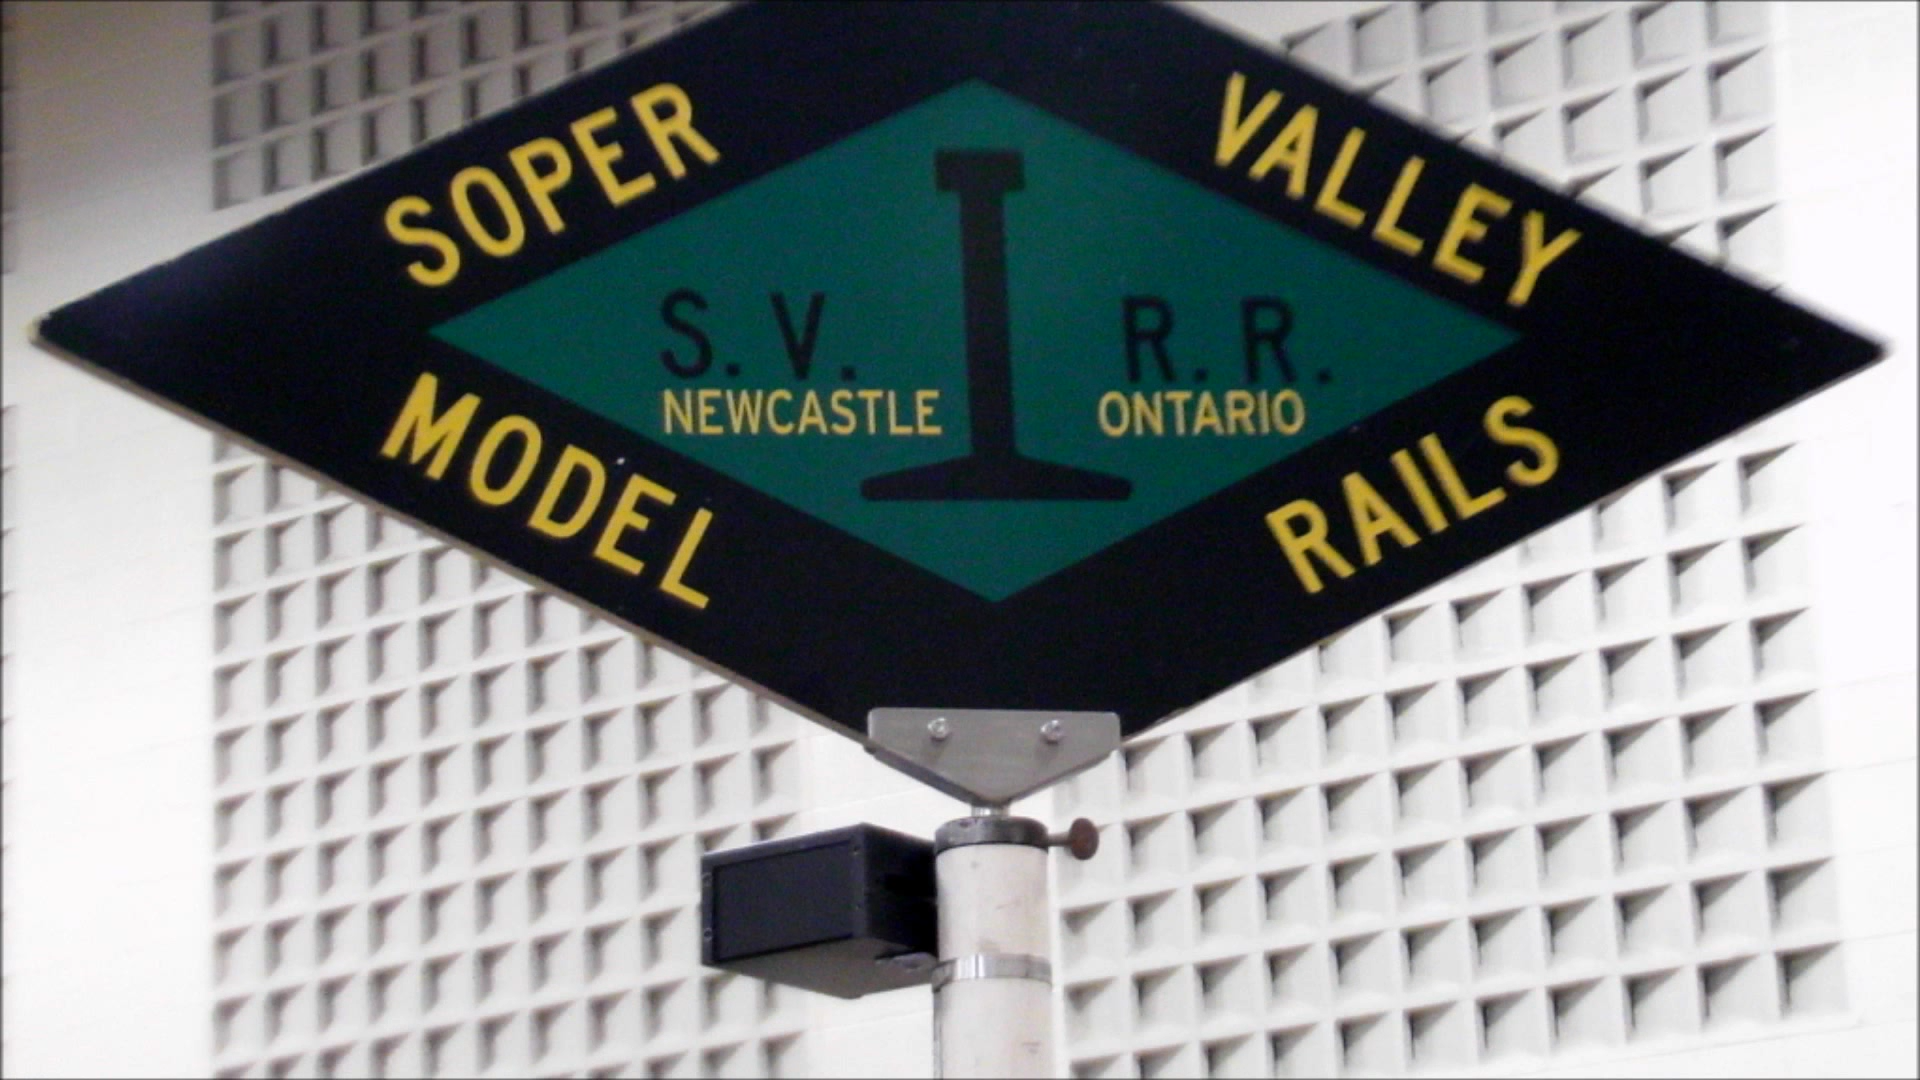 SOPER VALLEY
S. V. R. R.
NEWCASTLE ONTARIO
MODEL RAILS